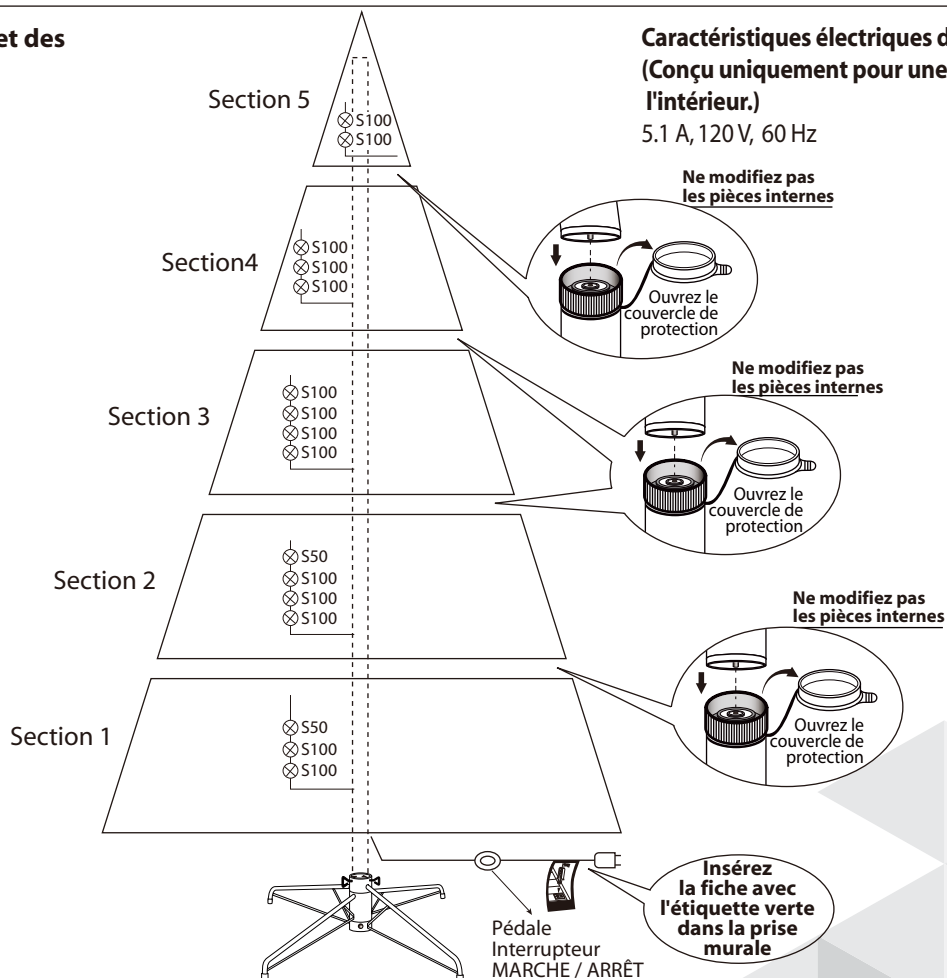 et des
Caractéristiques électriques d
(Conçu uniquement pour une
l'intérieur.)
5.1 A, 120 V, 60 Hz
Section 5
S100
S100
Ne modifiez pas
les pièces internes
Ouvrez le
couvercle de
protection
Section4
S100
S100
S100
Ne modifiez pas
les pièces internes
Ouvrez le
couvercle de
protection
Section 3
S100
S100
S100
S100
Section 2
S50
S100
S100
S100
Ne modifiez pas
les pièces internes
Ouvrez le
couvercle de
protection
Section 1
S50
S100
S100
Insérez
la fiche avec
l'étiquette verte
dans la prise
murale
Pédale
Interrupteur
MARCHE / ARRÊT